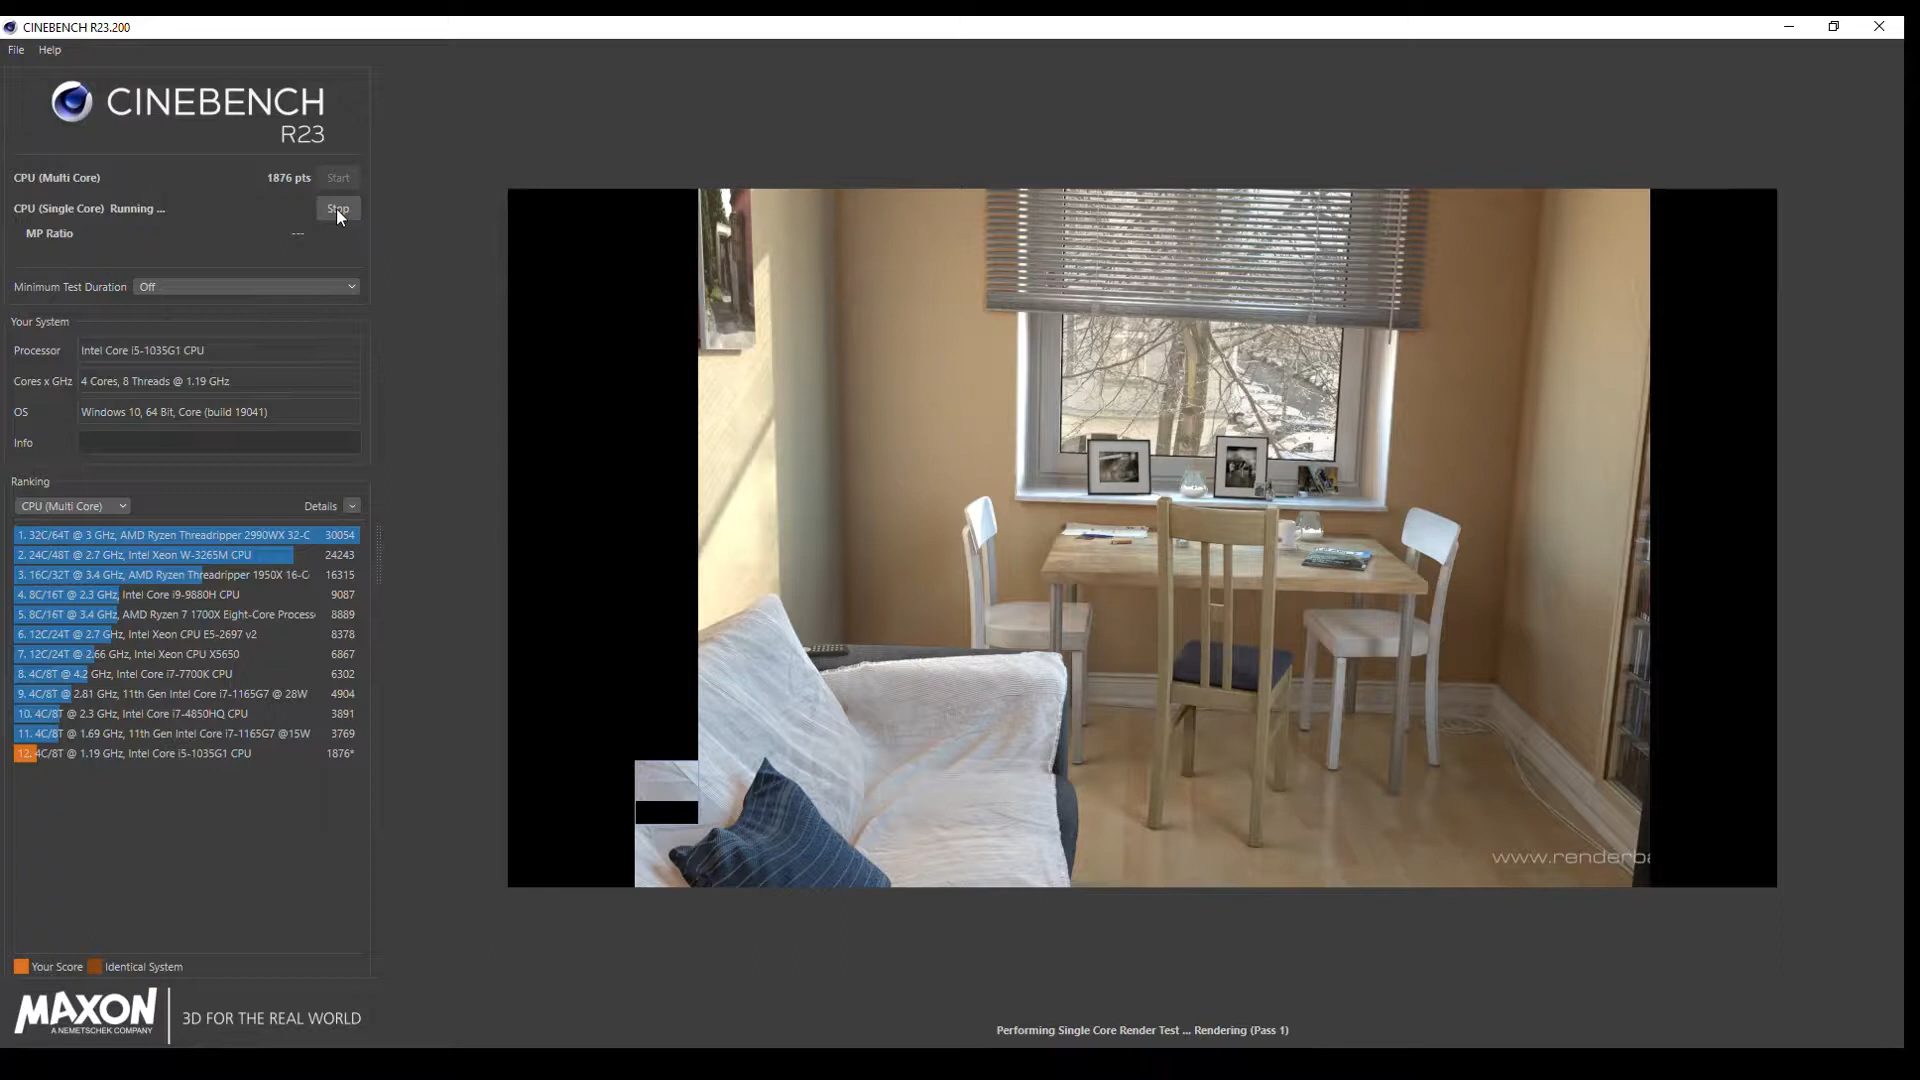 CINEBENCH R23.200
File Help
CINEBENCH
R23
CPU (Multi Core) 1876 pts Start
CPU (Single Core) Running ... Stop
MP Ratio ---
Minimum Test Duration Off
Your System
Processor Intel Core i5-1035G1 CPU
Cores x GHz 4 Cores, 8 Threads @ 1.19 GHz
OS Windows 10, 64 Bit, Core (build 19041)
Info
Ranking
CPU (Multi Core) Details
1. 32C/64T @ 3 GHz, AMD Ryzen Threadripper 2990WX 32-C 30054
2. 24C/48T @ 2.7 GHz, Intel Xeon W-3265M CPU 24243
3. 16C/32T @ 3.4 GHz, AMD Ryzen Threadripper 1950X 16-C 16315
4. 8C/16T @ 2.3 GHz, Intel Core i9-9880H CPU 9087
5. 8C/16T @ 3.4 GHz, AMD Ryzen 7 1700X Eight-Core Process 8889
6. 12C/24T @ 2.7 GHz, Intel Xeon CPU E5-2697 v2 8378
7. 12C/24T @ 2.66 GHz, Intel Xeon CPU X5650 6867
8. 4C/8T @ 4.2 GHz, Intel Core i7-7700K CPU 6302
9. 4C/8T @ 2.81 GHz, 11th Gen Intel Core i7-1165G7 @ 28W 4904
10. 4C/8T @ 2.3 GHz, Intel Core i7-4850HQ CPU 3891
11. 4C/8T @ 1.69 GHz, 11th Gen Intel Core i7-1165G7 @15W 3769
12. 4C/8T @ 1.19 GHz, Intel Core i5-1035G1 CPU 1876*
www.renderba
Your Score Identical System
MAXON
A NEMETSCHEK COMPANY
3D FOR THE REAL WORLD
Performing Single Core Render Test ... Rendering (Pass 1)